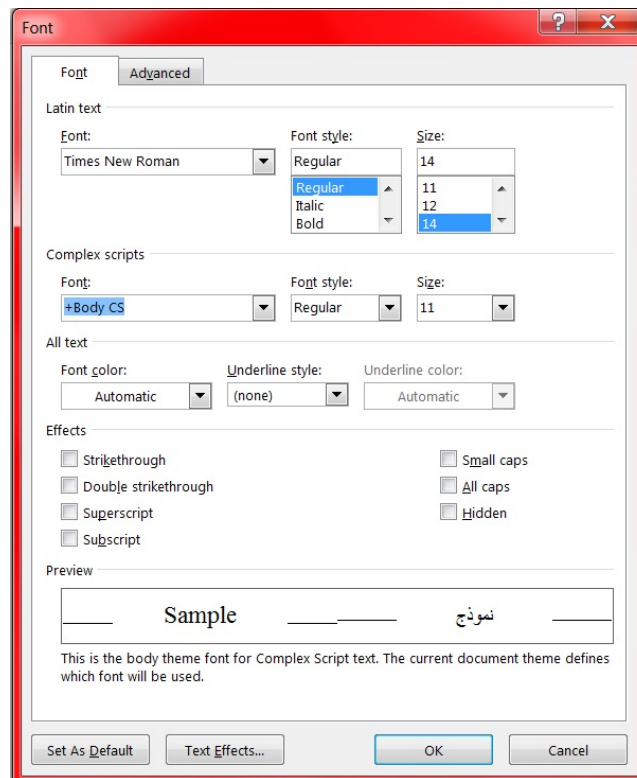 Font
Font Advanced
Latin text
Font: Font style: Size:
Times New Roman Regular 14
Regular 11
Italic 12
Bold 14
Complex scripts
Font: Font style: Size:
+Body CS Regular 11
All text
Font color: Underline style: Underline color:
Automatic (none) Automatic
Effects
Strikethrough Small caps
Double strikethrough All caps
Superscript Hidden
Subscript
Preview
Sample نموذج
This is the body theme font for Complex Script text. The current document theme defines
which font will be used.
Set As Default Text Effects... OK Cancel